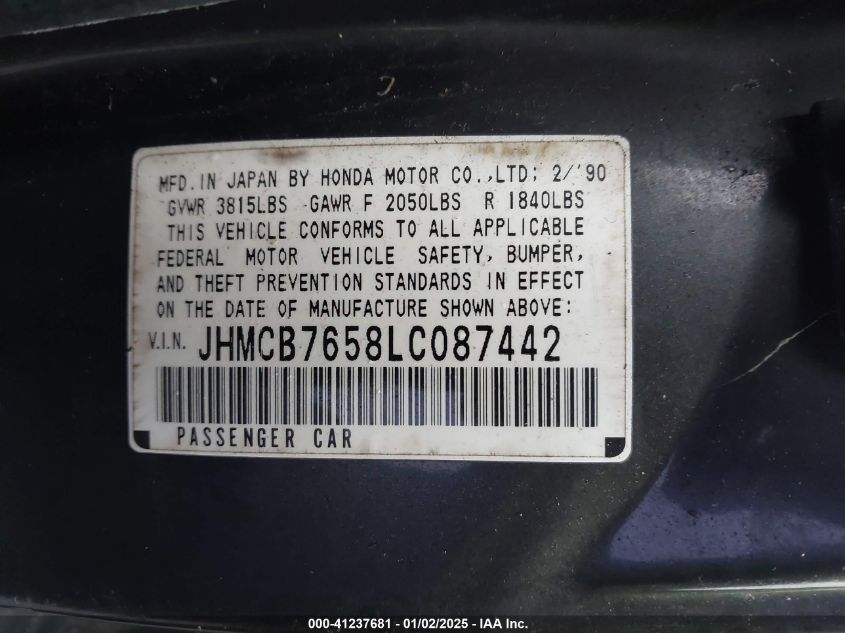 MFD. IN JAPAN BY HONDA MOTOR CO.,LTD; 2/'90
GVWR 3815LBS GAWR F 2050LBS R 1840LBS
THIS VEHICLE CONFORMS TO ALL APPLICABLE
FEDERAL MOTOR VEHICLE SAFETY, BUMPER,
AND THEFT PREVENTION STANDARDS IN EFFECT
ON THE DATE OF MANUFACTURE SHOWN ABOVE:
V.I.N. JHMCB7658LC087442
PASSENGER CAR
000-41237681 - 01/02/2025 - IAA Inc.